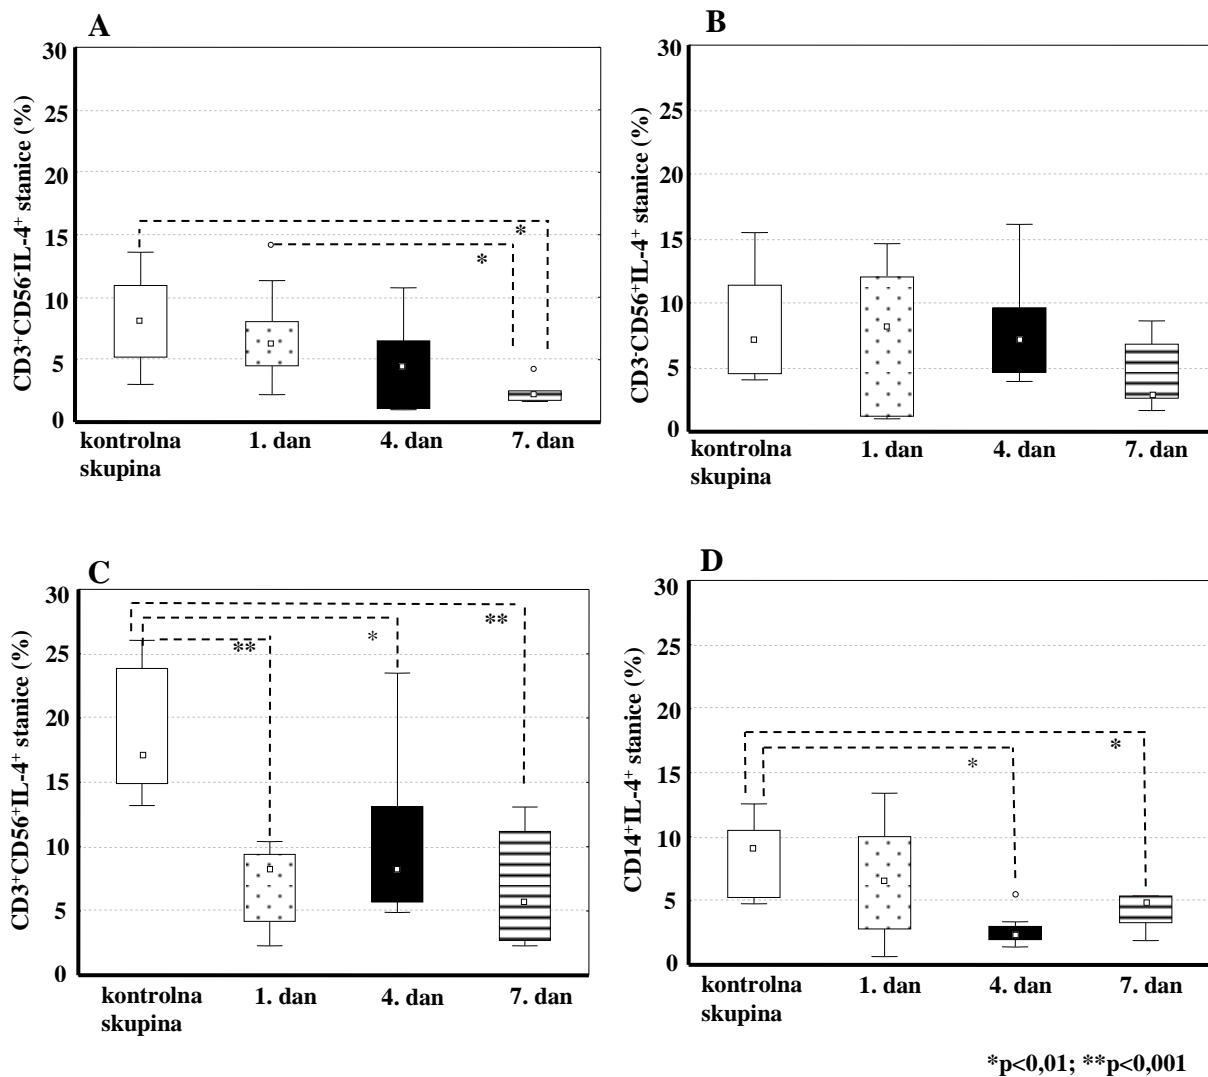 A
CD3⁺CD56⁻IL-4⁺ stanice (%)
30
25
20
15
10
5
0
*
*
kontrolna skupina
1. dan
4. dan
7. dan
B
CD3⁻CD56⁺IL-4⁺ stanice (%)
30
25
20
15
10
5
0
kontrolna skupina
1. dan
4. dan
7. dan
C
CD3⁺CD56⁺IL-4⁺ stanice (%)
30
25
20
15
10
5
0
**
*
**
kontrolna skupina
1. dan
4. dan
7. dan
D
CD14⁺IL-4⁺ stanice (%)
30
25
20
15
10
5
0
*
*
kontrolna skupina
1. dan
4. dan
7. dan
*p<0,01; **p<0,001